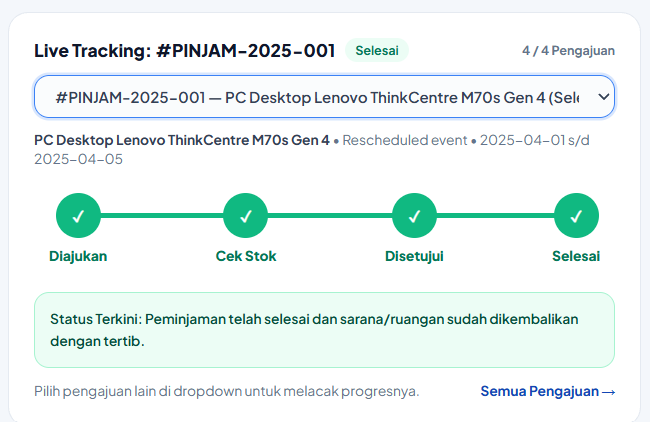 Live Tracking: #PINJAM-2025-001 Selesai 4 / 4 Pengajuan
#PINJAM-2025-001 — PC Desktop Lenovo ThinkCentre M70s Gen 4 (Sele
PC Desktop Lenovo ThinkCentre M70s Gen 4 • Rescheduled event • 2025-04-01 s/d
2025-04-05
Diajukan Cek Stok Disetujui Selesai
Status Terkini: Peminjaman telah selesai dan sarana/ruangan sudah dikembalikan
dengan tertib.
Pilih pengajuan lain di dropdown untuk melacak progresnya. Semua Pengajuan →